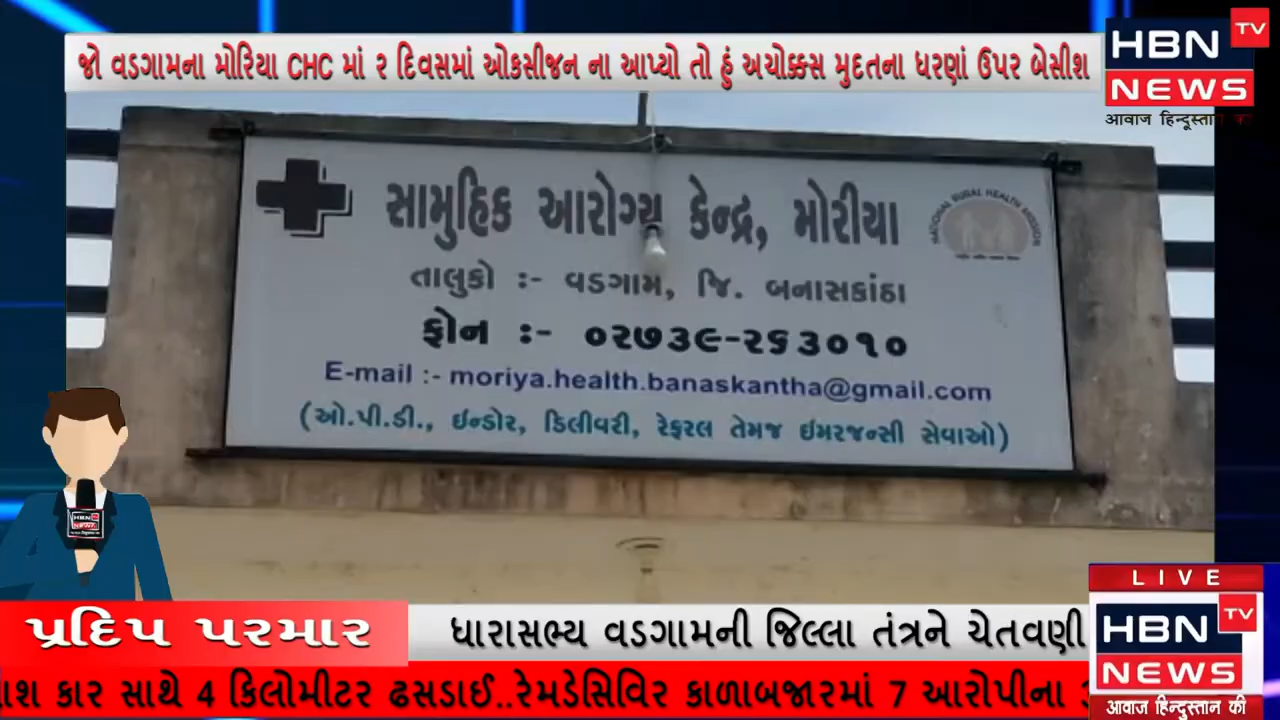 જો વડગામના મોરિયા CHC માં ૨ દિવસમાં ઓકસીજન ના આપ્યો તો હું અચોક્કસ મુદતના ધરણાં ઉપર બેસીશ
HBN TV
NEWS
आवाज हिन्दूस्तान की
સામુહિક આરોગ્ય કેન્દ્ર, મોરીયા
NATIONAL RURAL HEALTH MISSION
તાલુકો :- વડગામ, જિ. બનાસકાંઠા
ફોન :- ૦૨૭૩૯-૨૬૩૦૧૦
E-mail :- moriya.health.banaskantha@gmail.com
(ઓ.પી.ડી., ઇન્ડોર, ડિલીવરી, રેફરલ તેમજ ઇમરજન્સી સેવાઓ)
HBN TV
NEWS
LIVE
પ્રદિપ પરમાર
ધારાસભ્ય વડગામની જિલ્લા તંત્રને ચેતવણી
HBN TV
NEWS
आवाज हिन्दुस्तान की
કાર સાથે 4 કિલોમીટર ઢસડાઈ..રેમડેસિવિર કાળાબજારમાં 7 આરોપીના